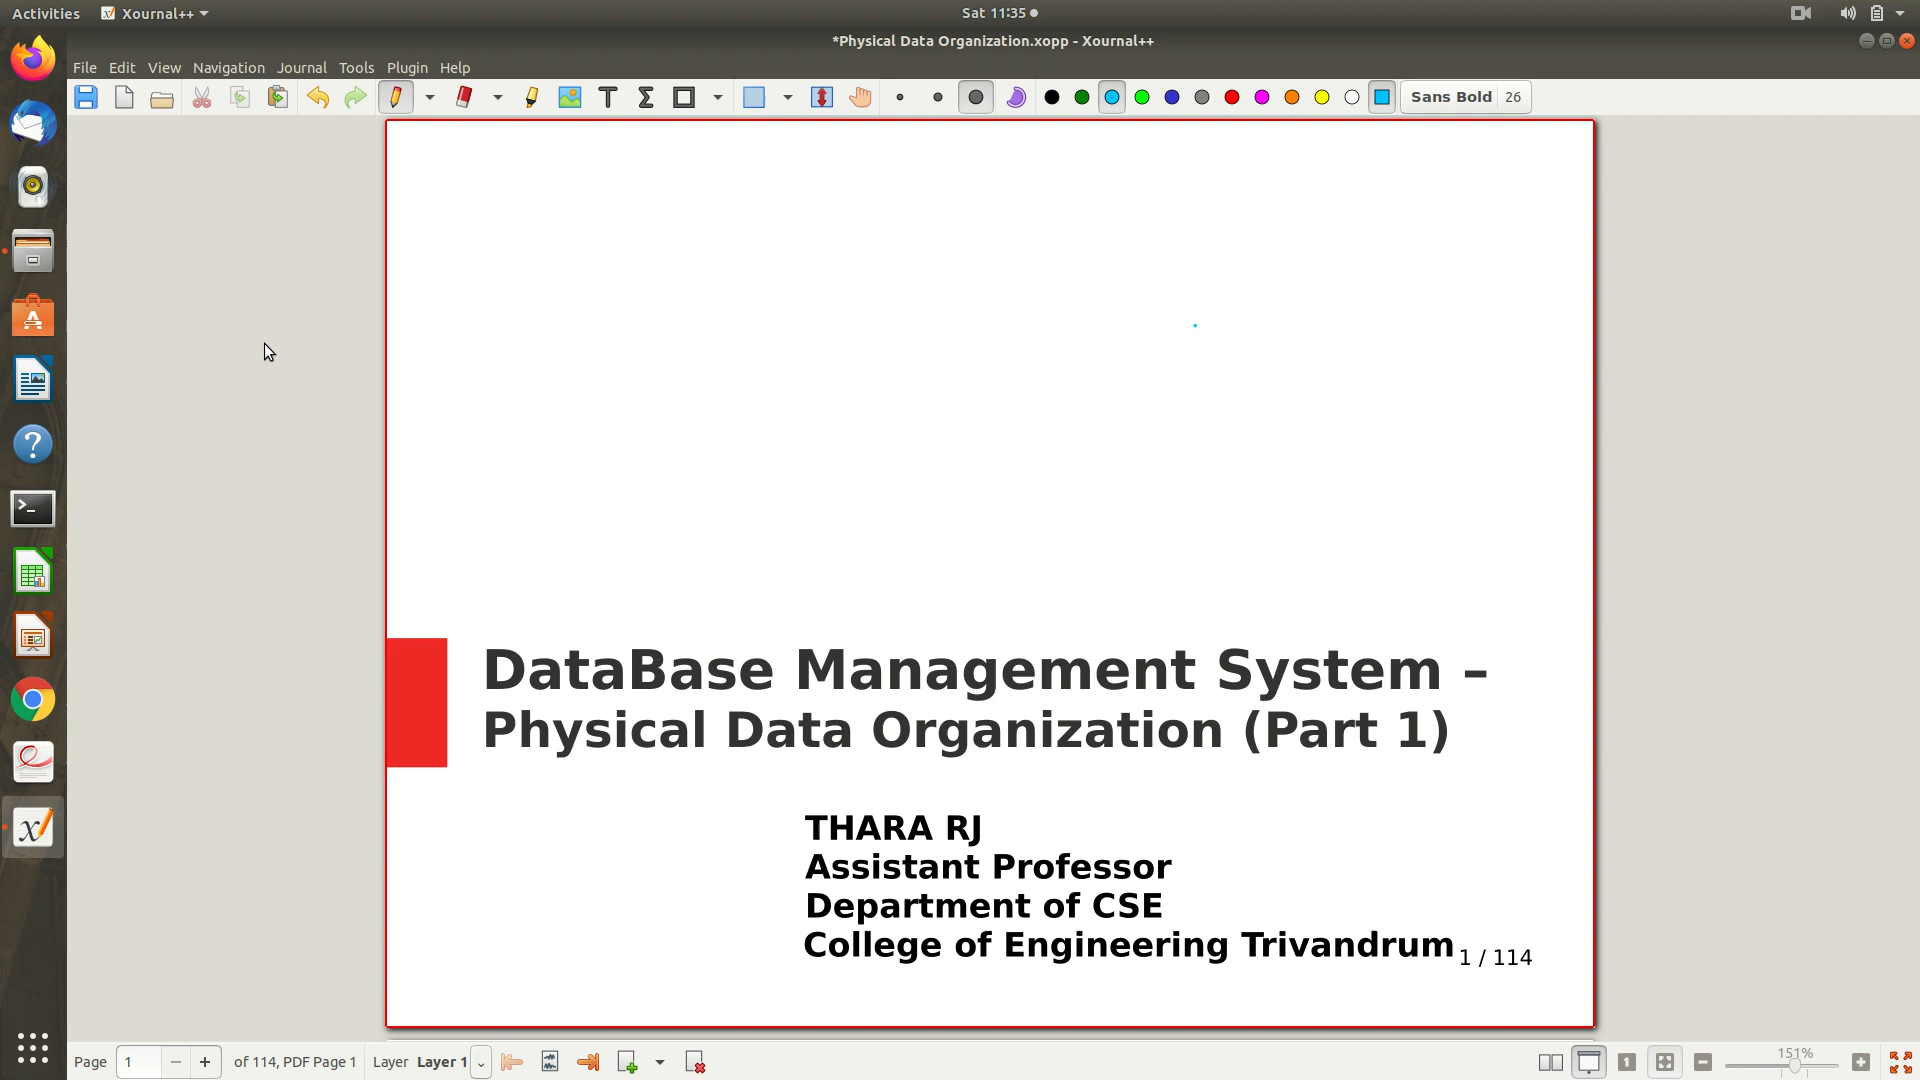 Activities Xournal++ Sat 11:35
*Physical Data Organization.xopp - Xournal++
File Edit View Navigation Journal Tools Plugin Help
T Σ Sans Bold 26
DataBase Management System –
Physical Data Organization (Part 1)
THARA RJ
Assistant Professor
Department of CSE
College of Engineering Trivandrum
1 / 114
Page 1 − + of 114, PDF Page 1 Layer Layer 1 1 151%